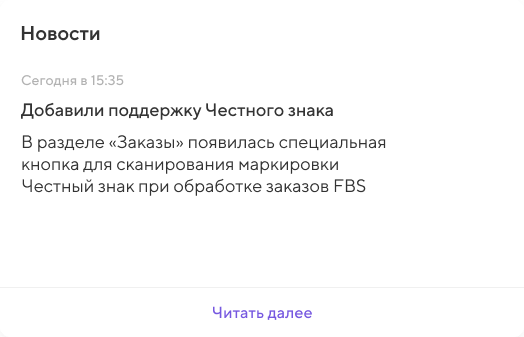 Новости
Сегодня в 15:35
Добавили поддержку Честного знака
В разделе «Заказы» появилась специальная
кнопка для сканирования маркировки
Честный знак при обработке заказов FBS
Читать далее